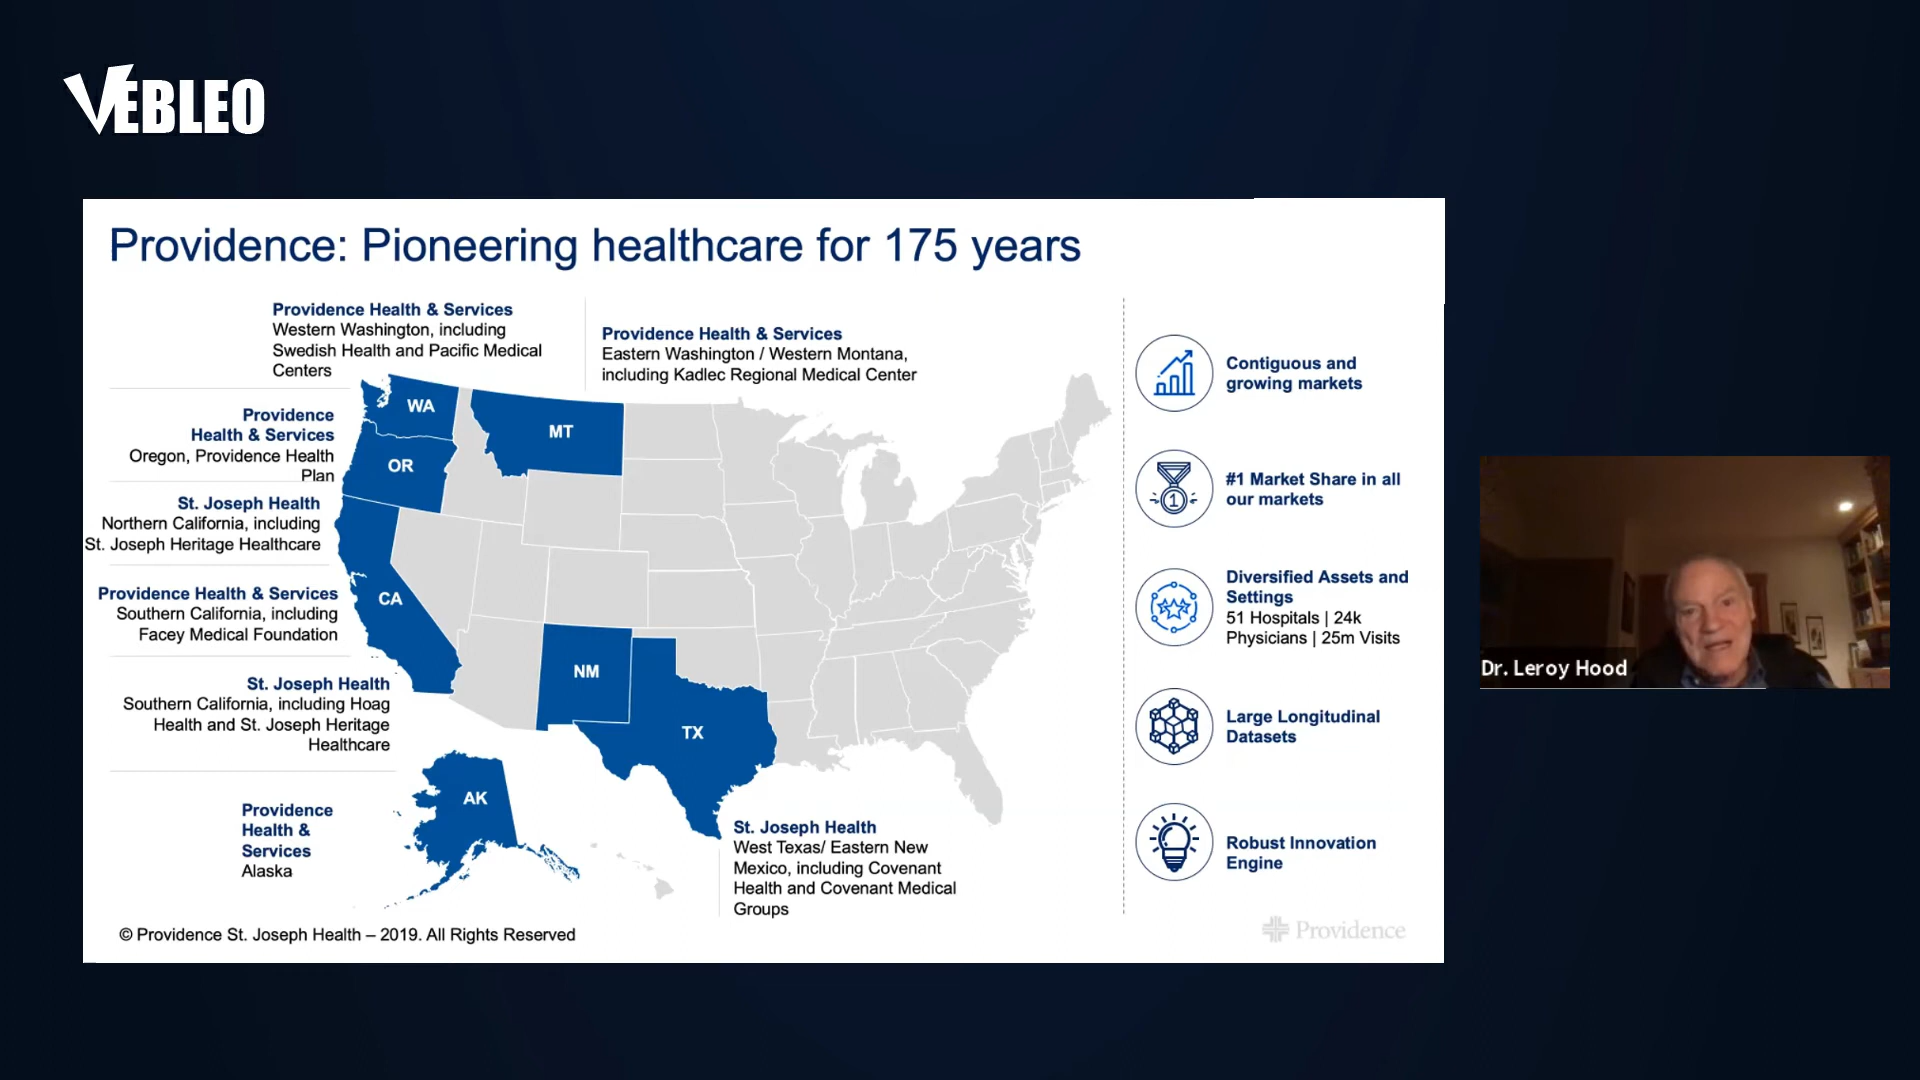 VEBLEO
Providence: Pioneering healthcare for 175 years
Providence Health & Services
Western Washington, including
Swedish Health and Pacific Medical
Centers
Providence Health & Services
Eastern Washington / Western Montana,
including Kadlec Regional Medical Center
Providence
Health & Services
Oregon, Providence Health
Plan
St. Joseph Health
Northern California, including
St. Joseph Heritage Healthcare
Providence Health & Services
Southern California, including
Facey Medical Foundation
St. Joseph Health
Southern California, including Hoag
Health and St. Joseph Heritage
Healthcare
Providence
Health &
Services
Alaska
WA
MT
OR
CA
NM
TX
AK
St. Joseph Health
West Texas/ Eastern New
Mexico, including Covenant
Health and Covenant Medical
Groups
Contiguous and
growing markets
1
#1 Market Share in all
our markets
Diversified Assets and
Settings
51 Hospitals | 24k
Physicians | 25m Visits
Large Longitudinal
Datasets
Robust Innovation
Engine
© Providence St. Joseph Health – 2019. All Rights Reserved
Providence
Dr. Leroy Hood